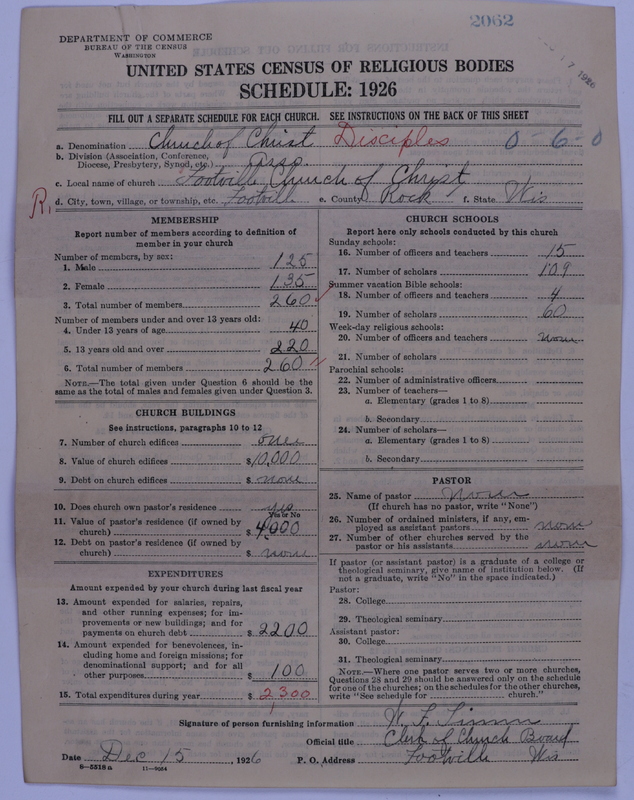 2062
DEPARTMENT OF COMMERCE
BUREAU OF THE CENSUS
WASHINGTON
7 1926
UNITED STATES CENSUS OF RELIGIOUS BODIES
SCHEDULE: 1926
FILL OUT A SEPARATE SCHEDULE FOR EACH CHURCH. SEE INSTRUCTIONS ON THE BACK OF THIS SHEET
a. Denomination Church of Christ Disciples 0-6-0
b. Division (Association, Conference, Diocese, Presbytery, Synod, etc.) Asso.
c. Local name of church Footville Church of Christ
R, d. City, town, village, or township, etc. Footville e. County Rock f. State Wis
MEMBERSHIP
Report number of members according to definition of
member in your church
Number of members, by sex:
1. Male 125
2. Female 135
3. Total number of members 260
Number of members under and over 13 years old:
4. Under 13 years of age 40
5. 13 years old and over 220
6. Total number of members 260
NOTE.—The total given under Question 6 should be
same as the total of males and females given under Question 3.
CHURCH BUILDINGS
See instructions, paragraphs 10 to 12
7. Number of church edifices one
8. Value of church edifices $10,000
9. Debt on church edifices $ none
10. Does church own pastor's residence yes
Yes or No
11. Value of pastor's residence (if owned by
church) $ 4000
12. Debt on pastor's residence (if owned by
church) $ none
EXPENDITURES
Amount expended by your church during last fiscal year
13. Amount expended for salaries, repairs,
and other running expenses; for im-
provements or new buildings; and for
payments on church debt $ 2200
14. Amount expended for benevolences, in-
cluding home and foreign missions; for
denominational support; and for all
other purposes $ 100
15. Total expenditures during year $ 2300
CHURCH SCHOOLS
Report here only schools conducted by this church
Sunday schools:
16. Number of officers and teachers 15
17. Number of scholars 109
Summer vacation Bible schools:
18. Number of officers and teachers 4
19. Number of scholars 60
Week-day religious schools:
20. Number of officers and teachers none
21. Number of scholars
Parochial schools:
22. Number of administrative officers
23. Number of teachers—
a. Elementary (grades 1 to 8)
b. Secondary
24. Number of scholars—
a. Elementary (grades 1 to 8)
b. Secondary
PASTOR
25. Name of pastor None
(If church has no pastor, write "None")
26. Number of ordained ministers, if any, em-
ployed as assistant pastors none
27. Number of other churches served by the
pastor or his assistants none
If pastor (or assistant pastor) is a graduate of a college or
theological seminary, give name of institution below. (If
not a graduate, write "No" in the space indicated.)
Pastor:
28. College
29. Theological seminary
Assistant pastor:
30. College
31. Theological seminary
NOTE.—Where one pastor serves two or more churches,
Questions 28 and 29 should be answered only on the schedule
for one of the churches; on the schedules for the other churches,
write "See schedule for church."
Signature of person furnishing information W. F.
Official title Clerk of Church Board
Date Dec 15, 1926 P. O. Address Footville Wis
8—5518a 11—9064